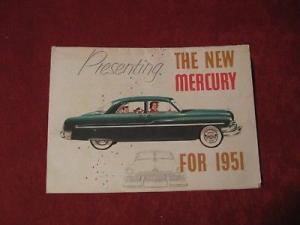 Presenting
THE NEW
MERCURY
FOR 1951